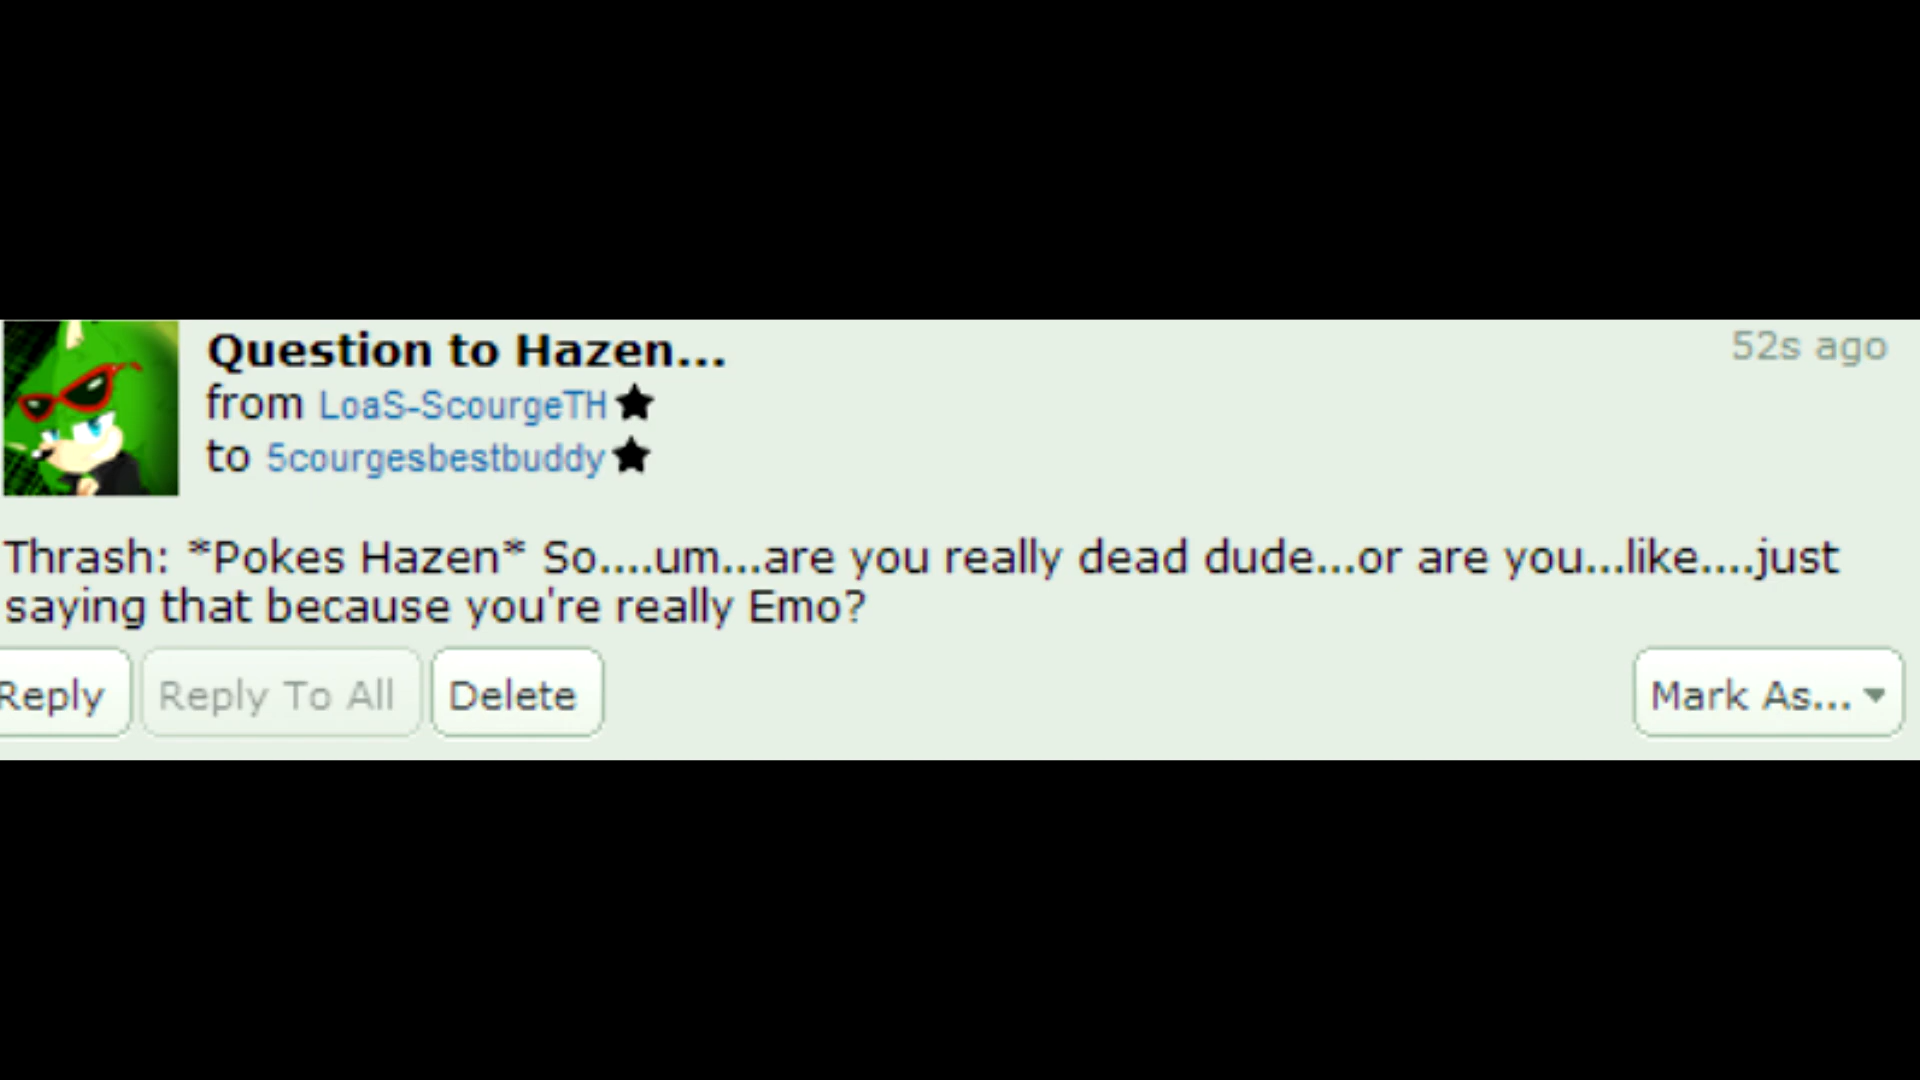 Question to Hazen...
52s ago
from LoaS-ScourgeTH★
to 5courgesbestbuddy★
Thrash: *Pokes Hazen* So....um...are you really dead dude...or are you...like....just
saying that because you're really Emo?
Reply Reply To All Delete Mark As...